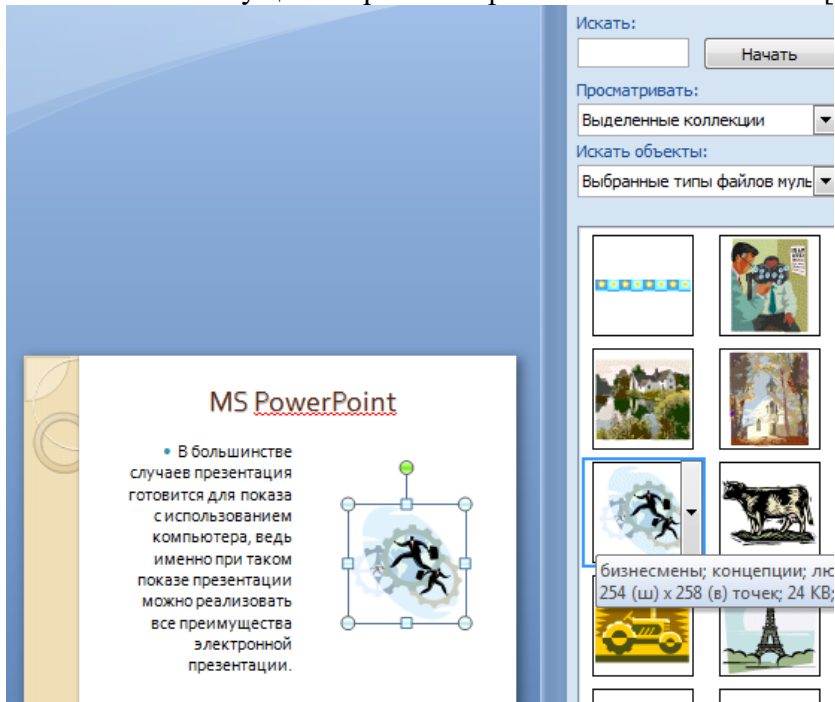 Искать:
Начать
Просматривать:
Выделенные коллекции
Искать объекты:
Выбранные типы файлов муль
MS PowerPoint
• В большинстве
случаев презентация
готовится для показа
с использованием
компьютера, ведь
именно при таком
показе презентации
можно реализовать
все преимущества
электронной
презентации.
бизнесмены; концепции; лю
254 (ш) x 258 (в) точек; 24 KB;